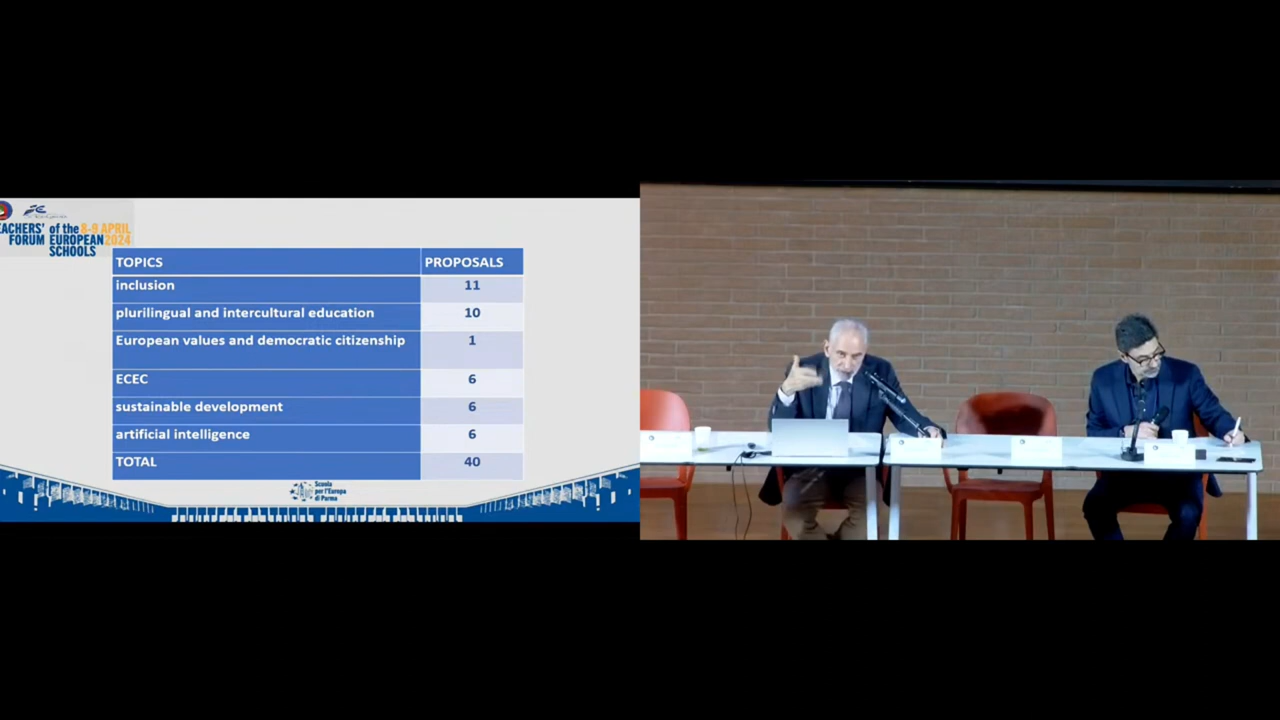 EACHERS' of the 8-9 APRIL
FORUM EUROPEAN 2024
SCHOOLS
TOPICS PROPOSALS
inclusion 11
plurilingual and intercultural education 10
European values and democratic citizenship 1
ECEC 6
sustainable development 6
artificial intelligence 6
TOTAL 40
Scuola
per l'Europa
di Parma